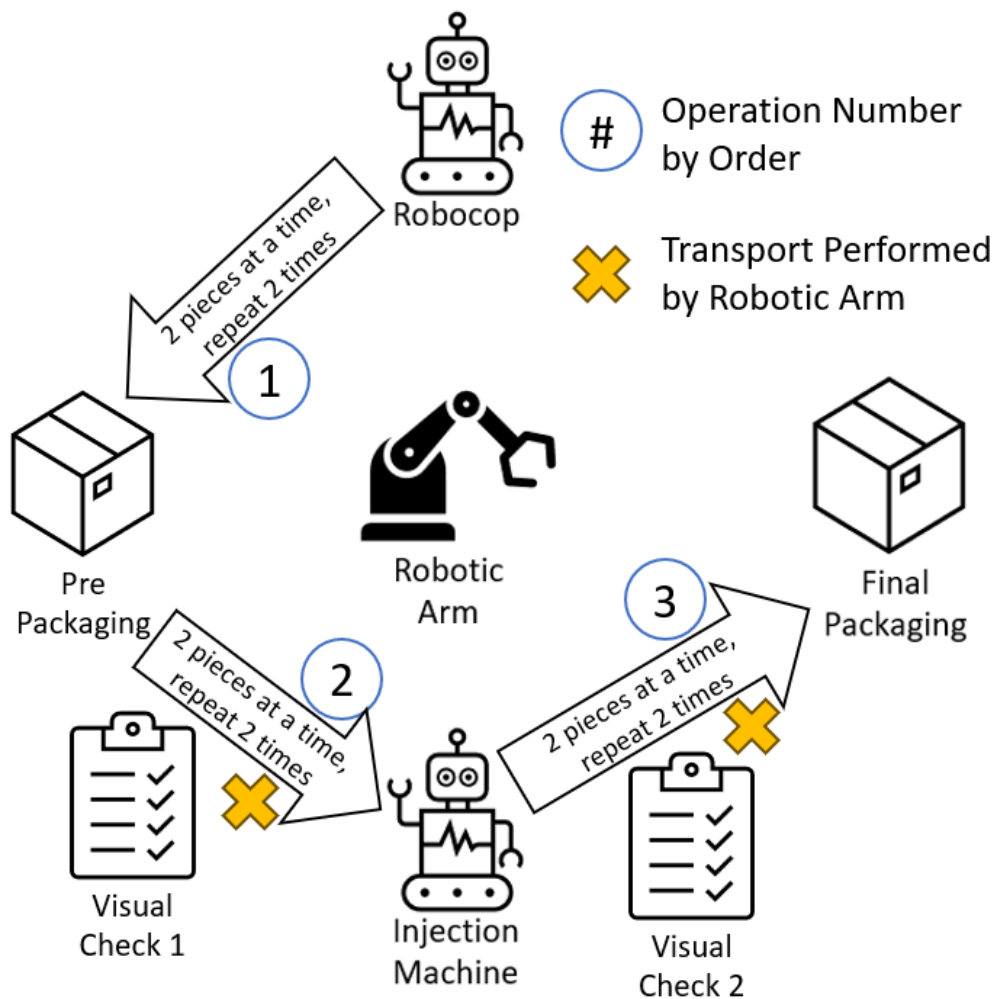 Robocop
#
Operation Number
by Order
Transport Performed
by Robotic Arm
2 pieces at a time,
repeat 2 times
1
Pre
Packaging
Robotic
Arm
Final
Packaging
2 pieces at a time,
repeat 2 times
2
3
2 pieces at a time,
repeat 2 times
Visual
Check 1
Injection
Machine
Visual
Check 2